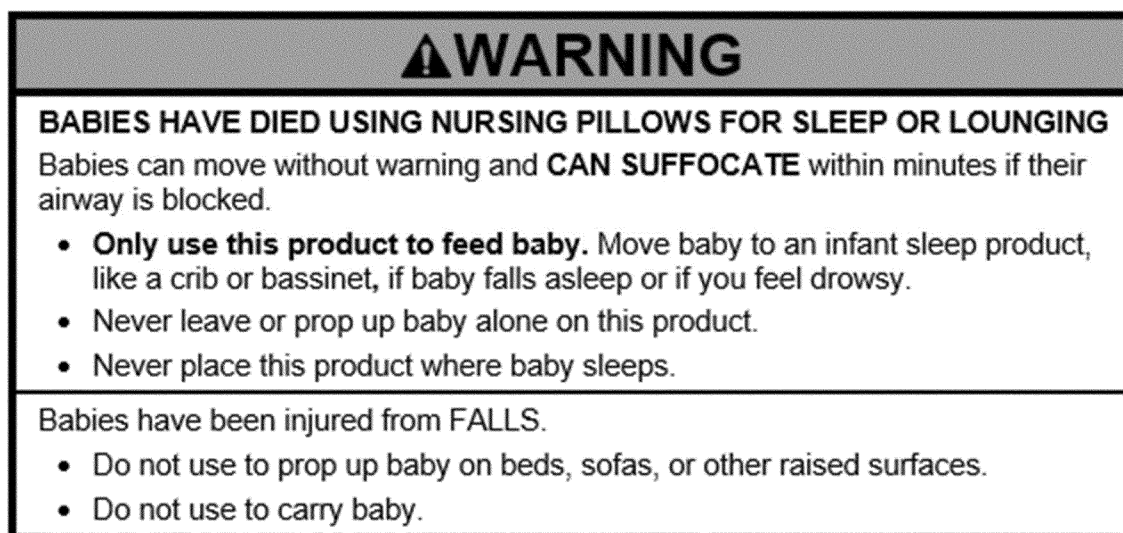 ⚠WARNING
BABIES HAVE DIED USING NURSING PILLOWS FOR SLEEP OR LOUNGING
Babies can move without warning and CAN SUFFOCATE within minutes if their
airway is blocked.
• Only use this product to feed baby. Move baby to an infant sleep product,
like a crib or bassinet, if baby falls asleep or if you feel drowsy.
• Never leave or prop up baby alone on this product.
• Never place this product where baby sleeps.
Babies have been injured from FALLS.
• Do not use to prop up baby on beds, sofas, or other raised surfaces.
• Do not use to carry baby.